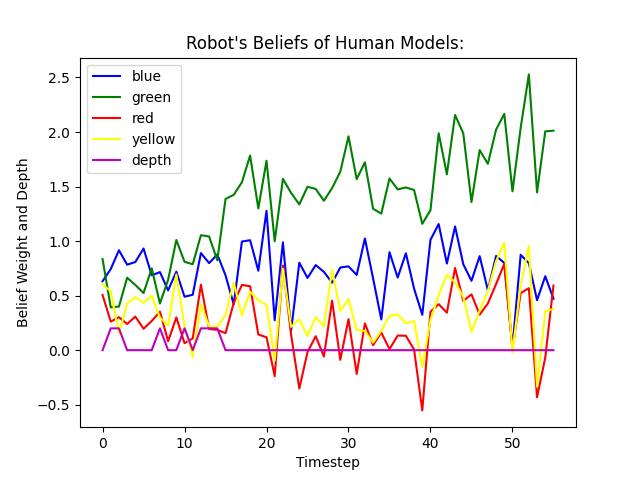 Robot's Beliefs of Human Models:
blue
green
red
yellow
depth
Belief Weight and Depth
2.5
2.0
1.5
1.0
0.5
0.0
−0.5
0 10 20 30 40 50
Timestep